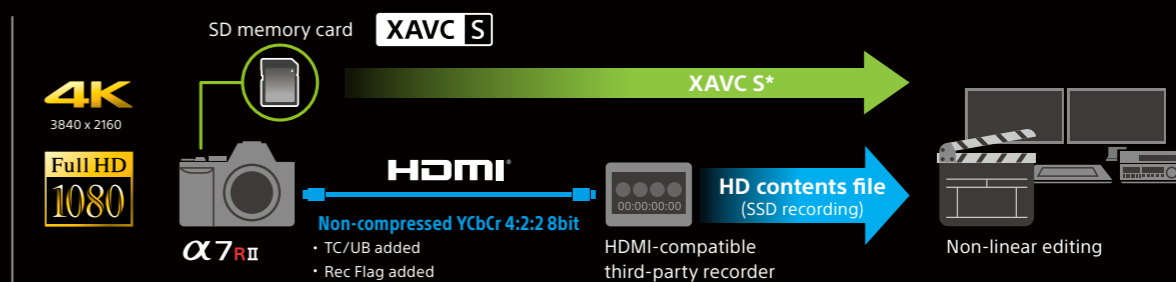 SD memory card
XAVC S
XAVC S*
4K
3840 x 2160
Full HD
1080
α7RII
HDMI®
Non-compressed YCbCr 4:2:2 8bit
・TC/UB added
・Rec Flag added
00:00:00:00
HDMI-compatible
third-party recorder
HD contents file
(SSD recording)
Non-linear editing